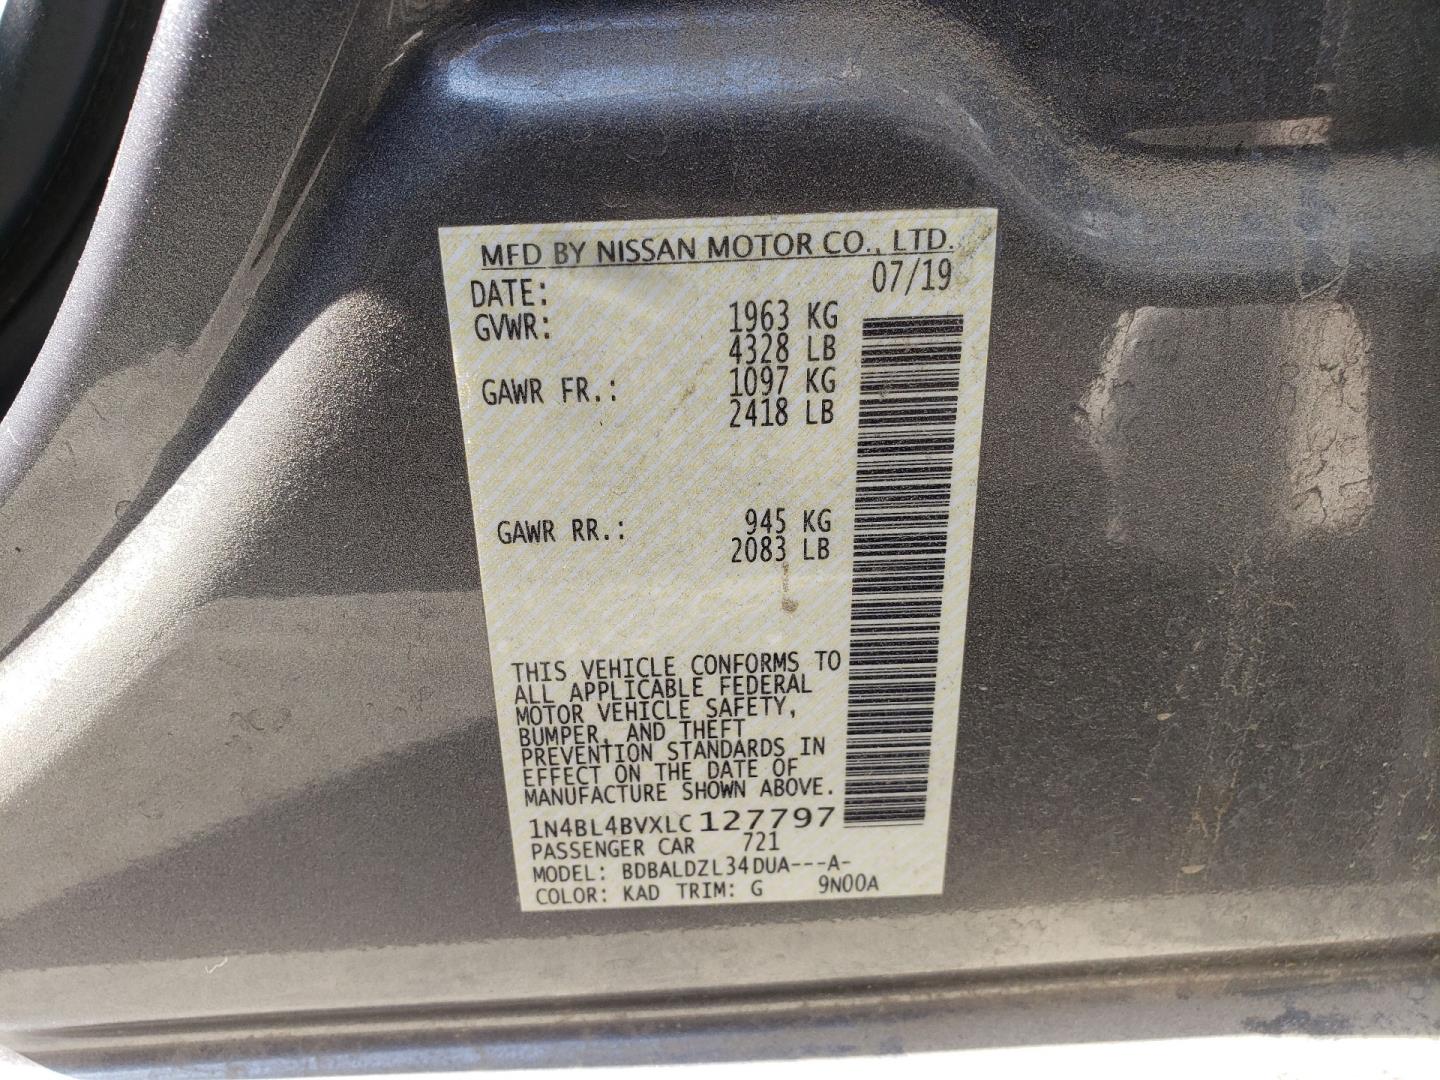 MFD BY NISSAN MOTOR CO., LTD.
DATE: 07/19
GVWR: 1963 KG
4328 LB
GAWR FR.: 1097 KG
2418 LB
GAWR RR.: 945 KG
2083 LB
THIS VEHICLE CONFORMS TO
ALL APPLICABLE FEDERAL
MOTOR VEHICLE SAFETY,
BUMPER, AND THEFT
PREVENTION STANDARDS IN
EFFECT ON THE DATE OF
MANUFACTURE SHOWN ABOVE.
1N4BL4BVXLC127797
PASSENGER CAR 721
MODEL: BDBALDZL34DUA---A-
COLOR: KAD TRIM: G 9N00A